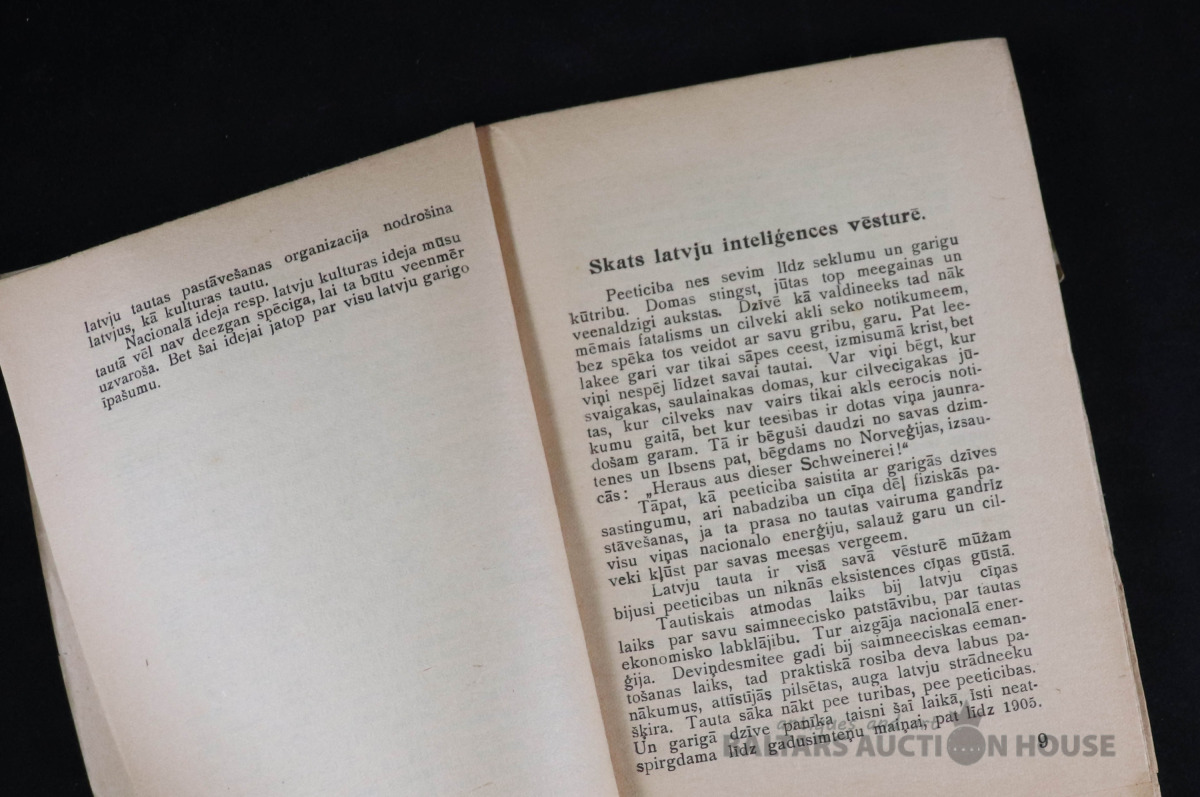 latvju tautas pastāvešanas organizacija nodrošina
latvjus, kā kulturas tautu.
Nacionalā ideja resp. latvju kulturas ideja mūsu
tautā vēl nav deezgan spēciga, lai ta būtu veenmēr
uzvaroša. Bet šai idejai jatop par visu latvju garigo
īpašumu.
Skats latvju inteliģences vēsturē.
Peeticiba nes sevim līdz seklumu un garigu
kūtribu. Domas stingst, jūtas top meegainas un
veenaldzigi aukstas. Dzīvē kā valdineeks tad nāk
mēmais fatalisms un cilveki akli seko notikumeem,
bez spēka tos veidot ar savu gribu, garu. Pat lee-
lakee gari var tikai sāpes ceest, izmisumā krist, bet
viņi nespēj līdzet savai tautai. Var viņi bēgt, kur
svaigakas, saulainakas domas, kur cilvecigakas jū-
tas, kur cilveks nav vairs tikai akls eerocis noti-
kumu gaitā, bet kur teesibas ir dotas viņa jaunra-
došam garam. Tā ir bēguši daudzi no savas dzim-
tenes un Ibsens pat, bēgdams no Norveģijas, izsau-
cās: „Heraus aus dieser Schweinerei!“
Tāpat, kā peeticiba saistita ar garigās dzīves
sastingumu, ari nabadziba un cīņa dēļ fiziskās pa-
stāvešanas, ja ta prasa no tautas vairuma gandrīz
visu viņas nacionalo enerģiju, salauž garu un cil-
veki kļūst par savas meesas vergeem.
Latvju tauta ir visā savā vēsturē mūžam
bijusi peeticibas un niknās eksistences cīņas gūstā.
Tautiskais atmodas laiks bij latvju cīņas
laiks par savu saimneecisko patstāvibu, par tautas
ekonomisko labklājibu. Tur aizgāja nacionalā ener-
ģija. Deviņdesmitee gadi bij saimneeciskas eeman-
tošanas laiks, tad praktiskā rosiba deva labus pa-
nākumus, attīstijās pilsētas, auga latvju strādneeku
šķira. Tauta sāka nākt pee turibas, pee peeticibas.
Un garigā dzīve panīka taisni šai laikā, īsti neat-
spirgdama līdz gadusimteņu maiņai, pat līdz 1905.
9
antiques and art
BALTARS AUCTION HOUSE